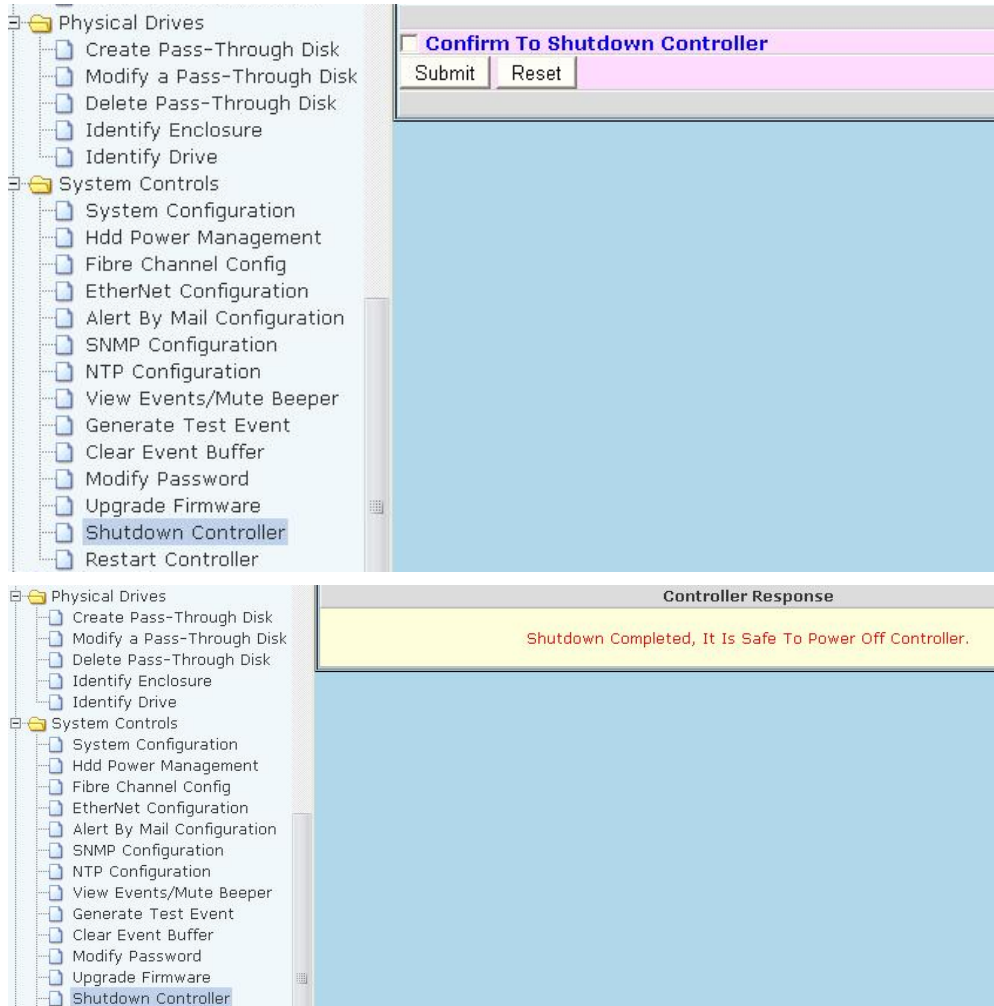 Physical Drives
Create Pass-Through Disk
Modify a Pass-Through Disk
Delete Pass-Through Disk
Identify Enclosure
Identify Drive
System Controls
System Configuration
Hdd Power Management
Fibre Channel Config
EtherNet Configuration
Alert By Mail Configuration
SNMP Configuration
NTP Configuration
View Events/Mute Beeper
Generate Test Event
Clear Event Buffer
Modify Password
Upgrade Firmware
Shutdown Controller
Restart Controller
Confirm To Shutdown Controller
Submit Reset
Physical Drives
Create Pass-Through Disk
Modify a Pass-Through Disk
Delete Pass-Through Disk
Identify Enclosure
Identify Drive
System Controls
System Configuration
Hdd Power Management
Fibre Channel Config
EtherNet Configuration
Alert By Mail Configuration
SNMP Configuration
NTP Configuration
View Events/Mute Beeper
Generate Test Event
Clear Event Buffer
Modify Password
Upgrade Firmware
Shutdown Controller
Controller Response
Shutdown Completed, It Is Safe To Power Off Controller.